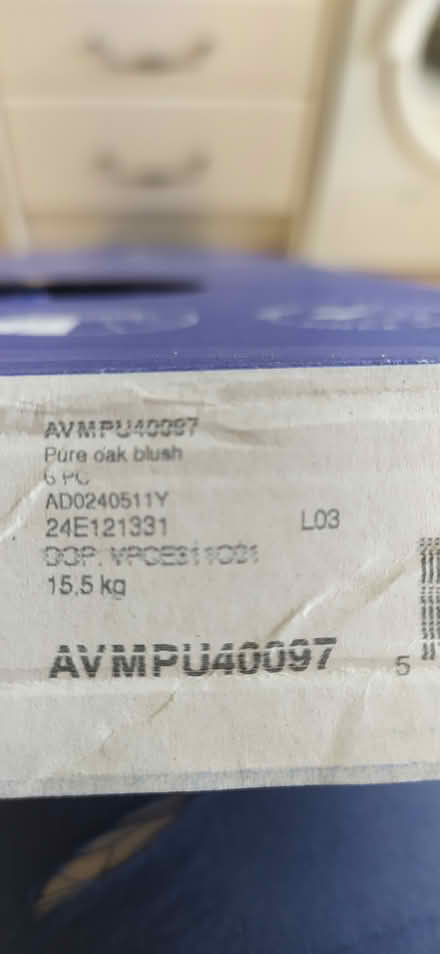 AVMPU40097
Pure oak blush
6 PC
AD0240511Y
24E121331 L03
15,5 kg
AVMPU40097 5